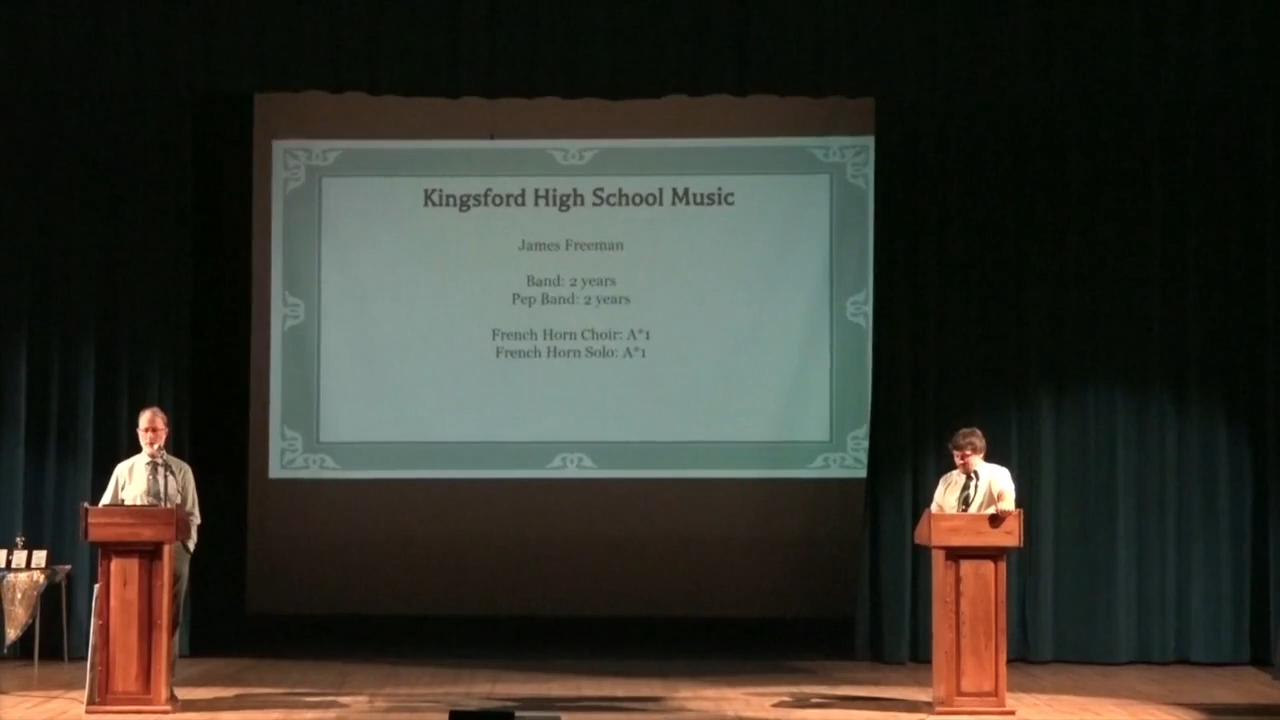 Kingsford High School Music
James Freeman
Band: 2 years
Pep Band: 2 years
French Horn Choir: A*1
French Horn Solo: A*1